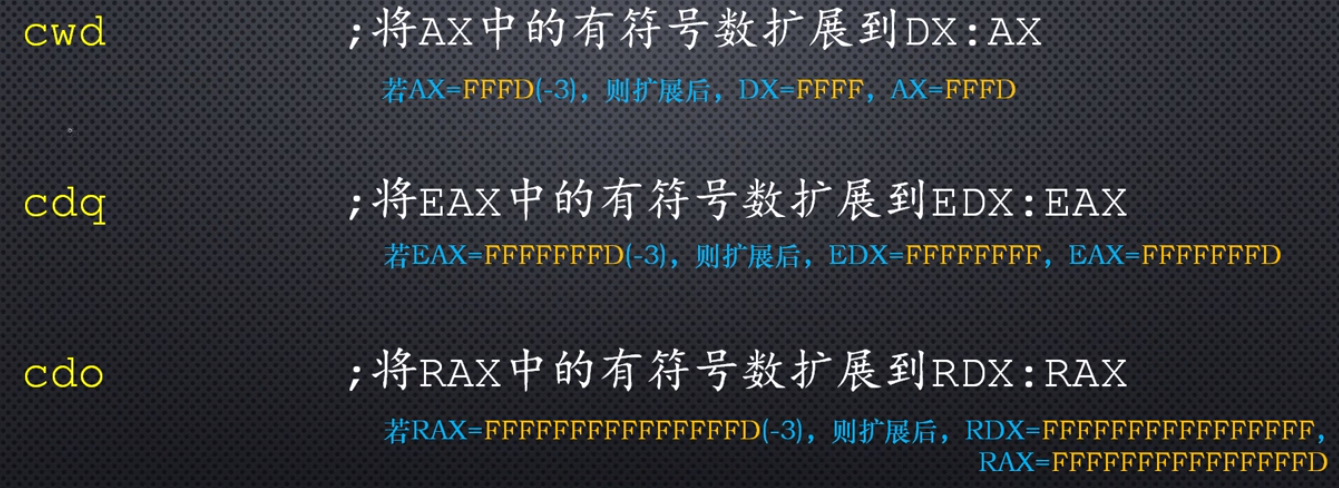 cwd ;将AX中的有符号数扩展到DX:AX
若AX=FFFD(-3)，则扩展后，DX=FFFF，AX=FFFD
cdq ;将EAX中的有符号数扩展到EDX:EAX
若EAX=FFFFFFFD(-3)，则扩展后，EDX=FFFFFFFF，EAX=FFFFFFFD
cdo ;将RAX中的有符号数扩展到RDX:RAX
若RAX=FFFFFFFFFFFFFFFD(-3)，则扩展后，RDX=FFFFFFFFFFFFFFFF，
RAX=FFFFFFFFFFFFFFFD